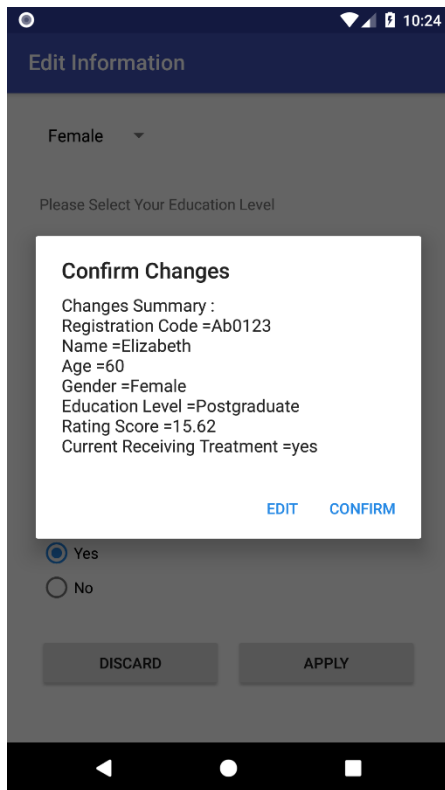 10:24
Edit Information
Female
Please Select Your Education Level
Confirm Changes
Changes Summary :
Registration Code =Ab0123
Name =Elizabeth
Age =60
Gender =Female
Education Level =Postgraduate
Rating Score =15.62
Current Receiving Treatment =yes
EDIT CONFIRM
Yes
No
DISCARD APPLY